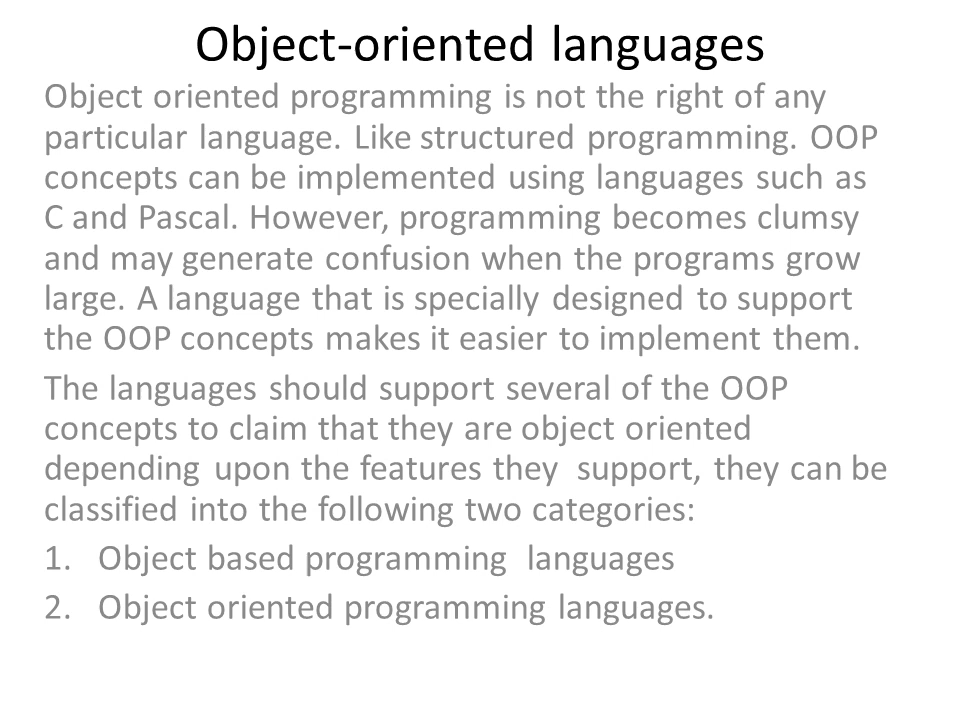 Object-oriented languages
Object oriented programming is not the right of any
particular language. Like structured programming. OOP
concepts can be implemented using languages such as
C and Pascal. However, programming becomes clumsy
and may generate confusion when the programs grow
large. A language that is specially designed to support
the OOP concepts makes it easier to implement them.
The languages should support several of the OOP
concepts to claim that they are object oriented
depending upon the features they  support, they can be
classified into the following two categories:
1. Object based programming  languages
2. Object oriented programming languages.